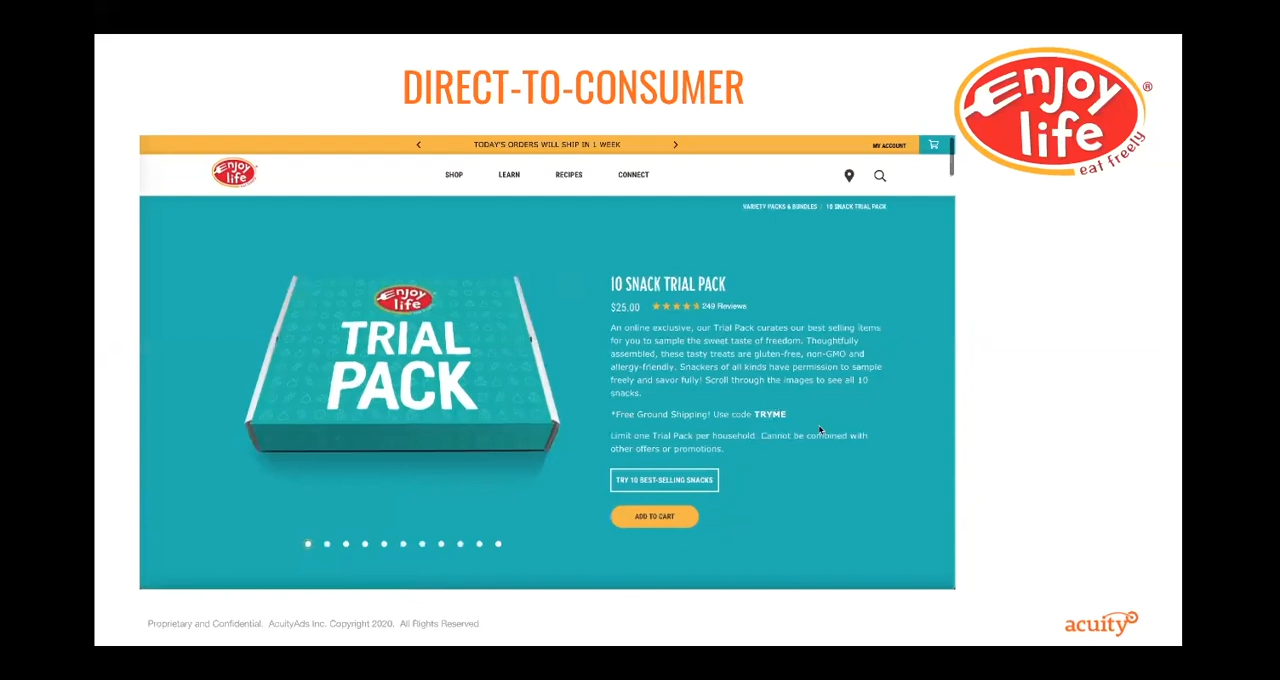 DIRECT-TO-CONSUMER
enjoy life ®
eat freely
TODAY'S ORDERS WILL SHIP IN 1 WEEK
MY ACCOUNT
enjoy life
SHOP
LEARN
RECIPES
CONNECT
VARIETY PACKS & BUNDLES / 10 SNACK TRIAL PACK
enjoy life
TRIAL
PACK
10 SNACK TRIAL PACK
$25.00 249 Reviews
An online exclusive, our Trial Pack curates our best selling items
for you to sample the sweet taste of freedom. Thoughtfully
assembled, these tasty treats are gluten-free, non-GMO and
allergy-friendly. Snackers of all kinds have permission to sample
freely and savor fully! Scroll through the images to see all 10
snacks.
*Free Ground Shipping! Use code TRYME
Limit one Trial Pack per household. Cannot be combined with
other offers or promotions.
TRY 10 BEST-SELLING SNACKS
ADD TO CART
Proprietary and Confidential. AcuityAds Inc. Copyright 2020. All Rights Reserved
acuity